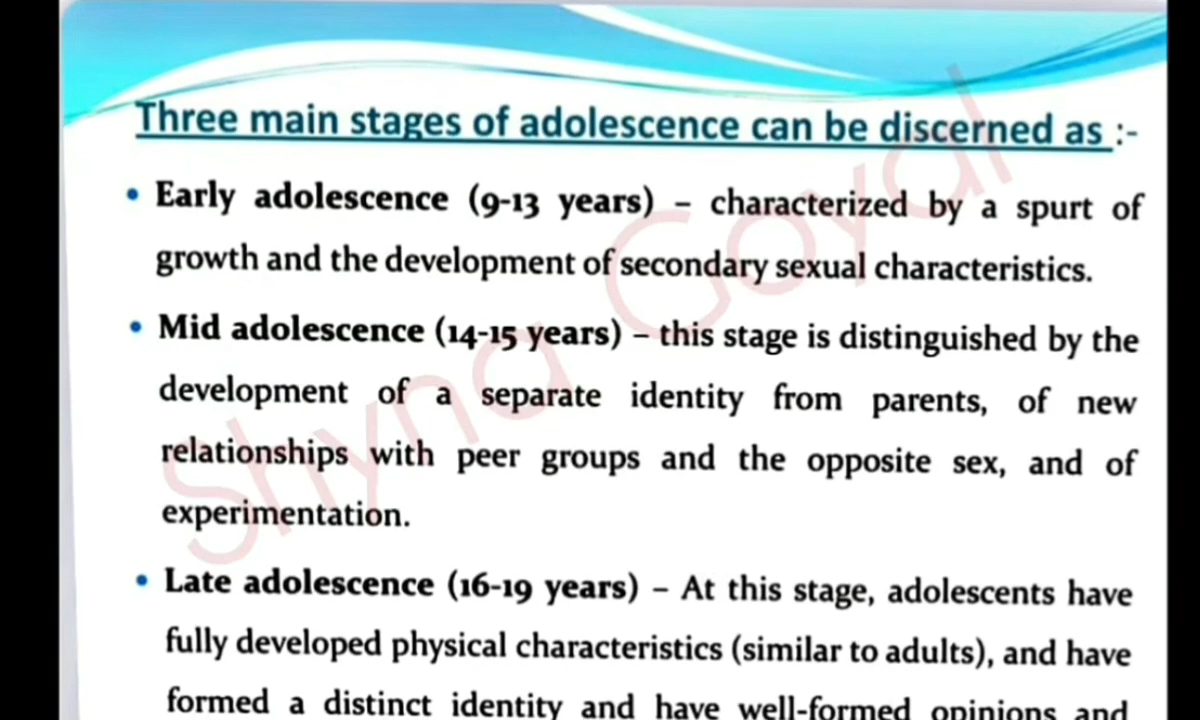 Three main stages of adolescence can be discerned as :-
• Early adolescence (9-13 years) – characterized by a spurt of
growth and the development of secondary sexual characteristics.
• Mid adolescence (14-15 years) – this stage is distinguished by the
development of a separate identity from parents, of new
relationships with peer groups and the opposite sex, and of
experimentation.
• Late adolescence (16-19 years) – At this stage, adolescents have
fully developed physical characteristics (similar to adults), and have
formed a distinct identity and have well-formed opinions and
Shyna Goyal